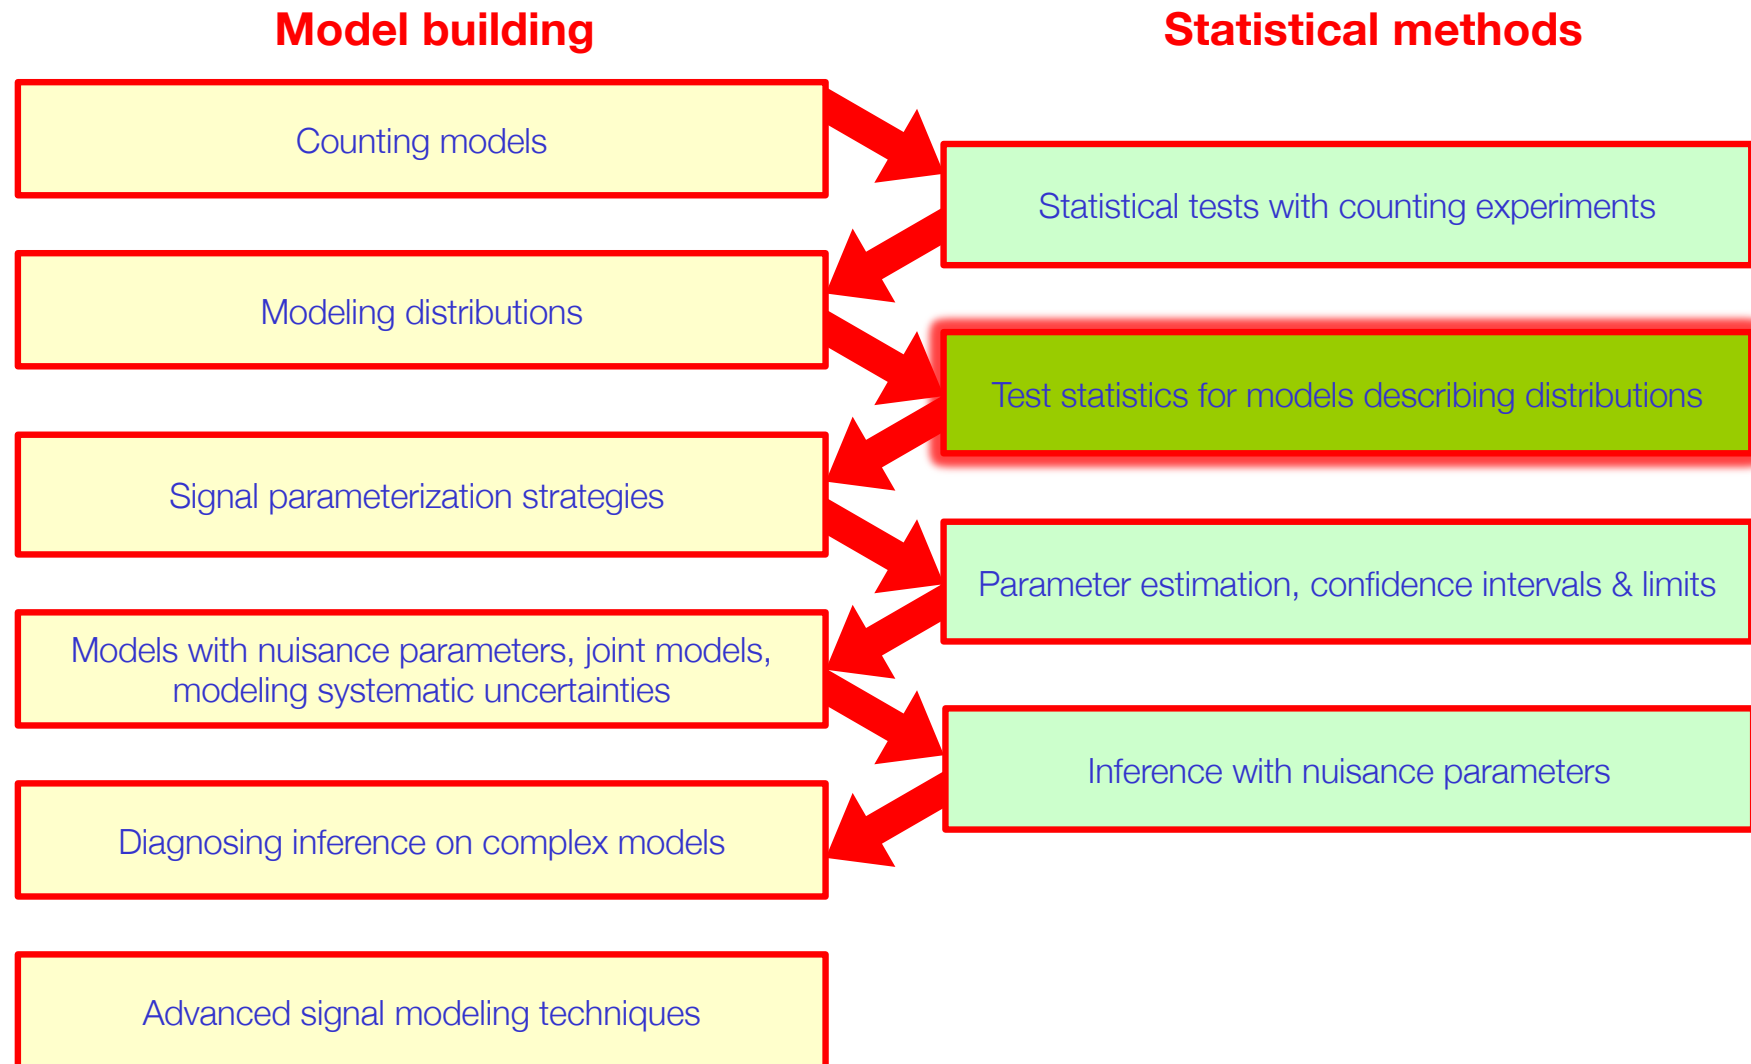 Model building
Statistical methods
Counting models
Statistical tests with counting experiments
Modeling distributions
Test statistics for models describing distributions
Signal parameterization strategies
Parameter estimation, confidence intervals & limits
Models with nuisance parameters, joint models,
modeling systematic uncertainties
Inference with nuisance parameters
Diagnosing inference on complex models
Advanced signal modeling techniques